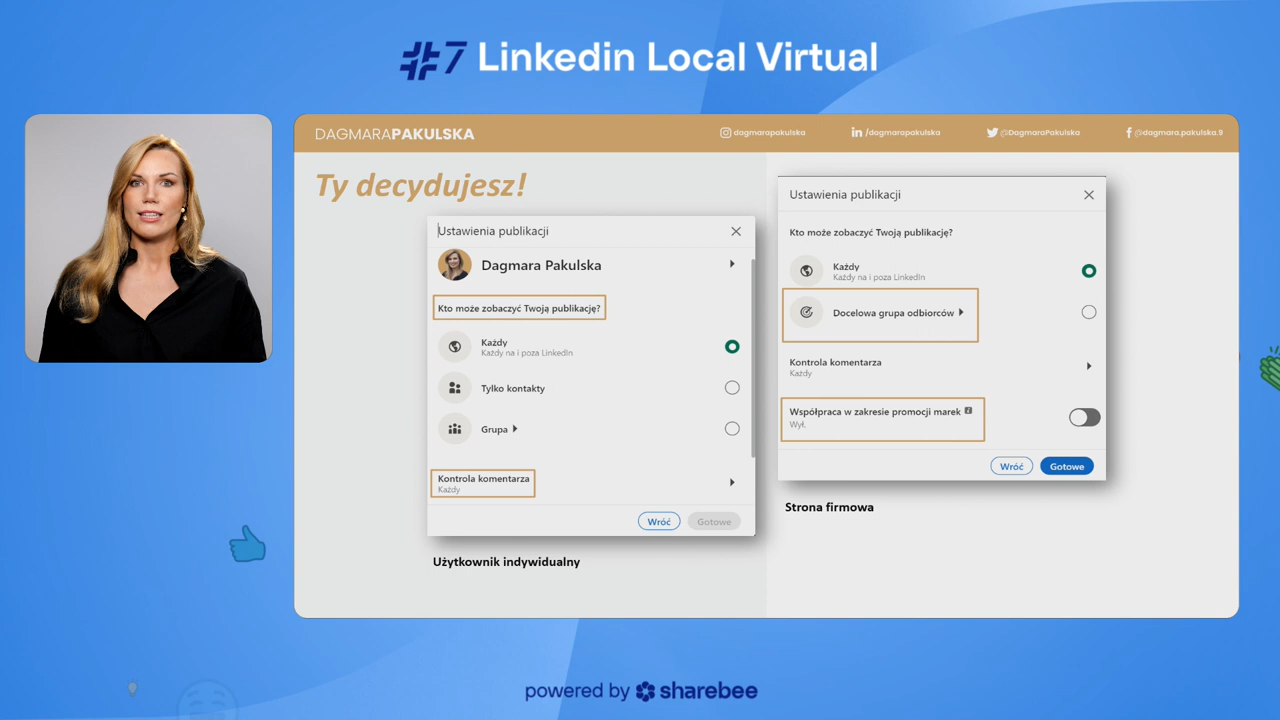 #7 Linkedin Local Virtual
DAGMARAPAKULSKA
dagmarapakulska
/dagmarapakulska
@DagmaraPakulska
@dagmara.pakulska.9
Ty decydujesz!
Ustawienia publikacji
Dagmara Pakulska
Kto może zobaczyć Twoją publikację?
Każdy
Każdy na i poza LinkedIn
Tylko kontakty
Grupa
Kontrola komentarza
Każdy
Wróć
Gotowe
Użytkownik indywidualny
Ustawienia publikacji
Kto może zobaczyć Twoją publikację?
Każdy
Każdy na i poza LinkedIn
Docelowa grupa odbiorców
Kontrola komentarza
Każdy
Współpraca w zakresie promocji marek
Wył.
Wróć
Gotowe
Strona firmowa
powered by sharebee